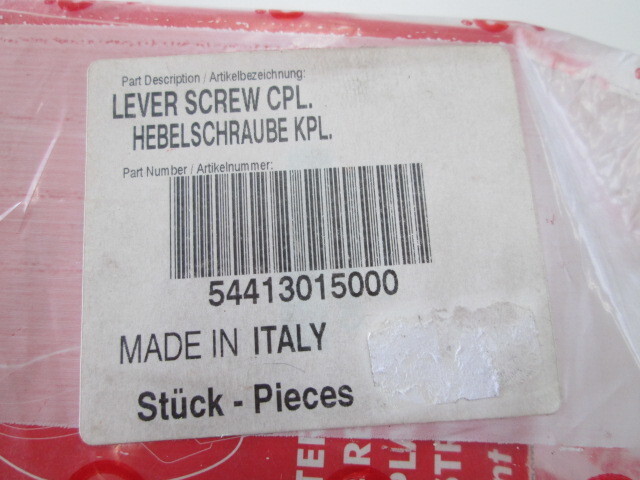 Part Description / Artikelbezeichnung:
LEVER SCREW CPL.
HEBELSCHRAUBE KPL.
Part Number / Artikelnummer:
54413015000
MADE IN ITALY
Stück - Pieces